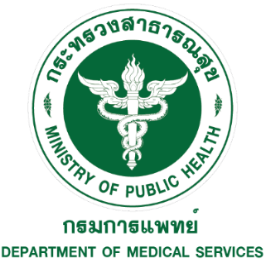 กระทรวงสาธารณสุข
MINISTRY OF PUBLIC HEALTH
กรมการแพทย์
DEPARTMENT OF MEDICAL SERVICES